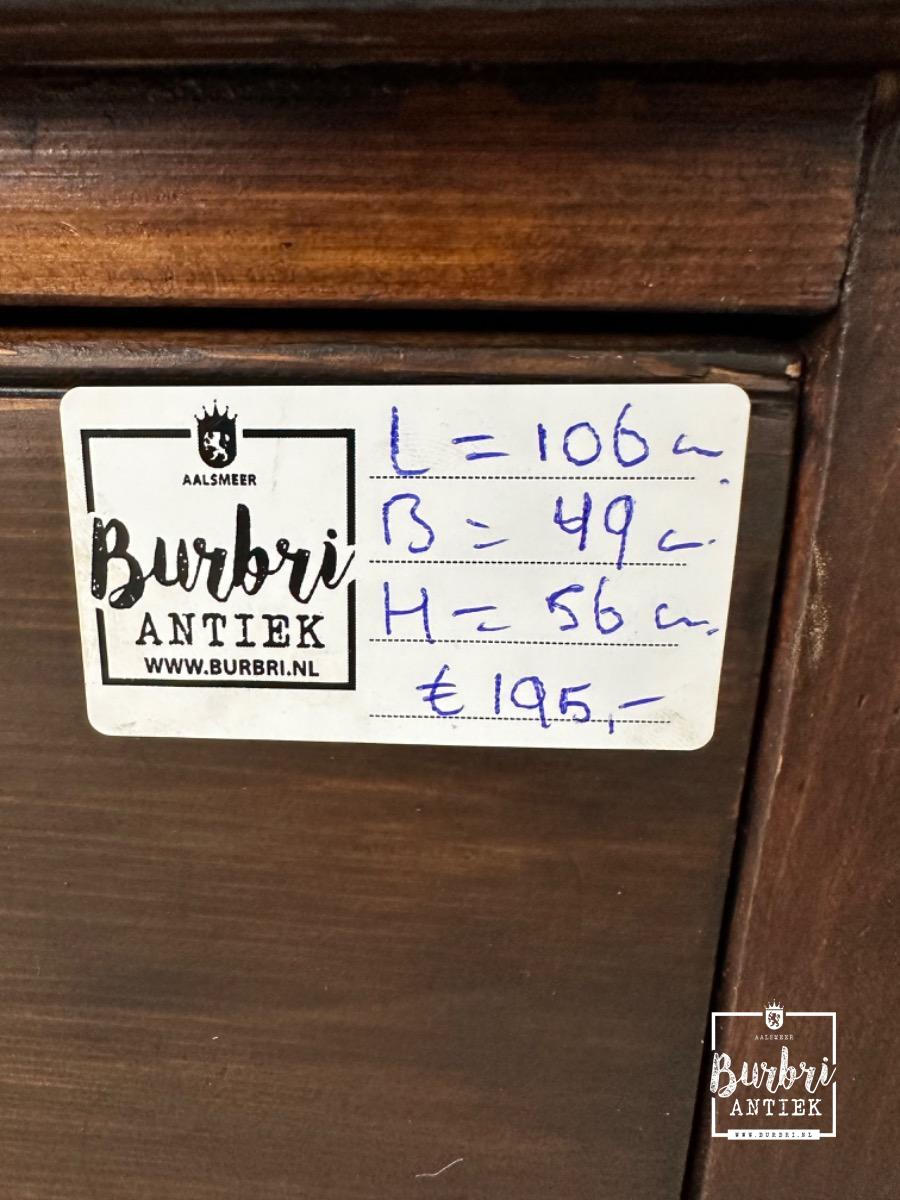 AALSMEER
Burbri
ANTIEK
WWW.BURBRI.NL
L = 106 cm.
B = 49 cm.
H = 56 cm.
€ 195,-
AALSMEER
Burbri
ANTIEK
WWW.BURBRI.NL